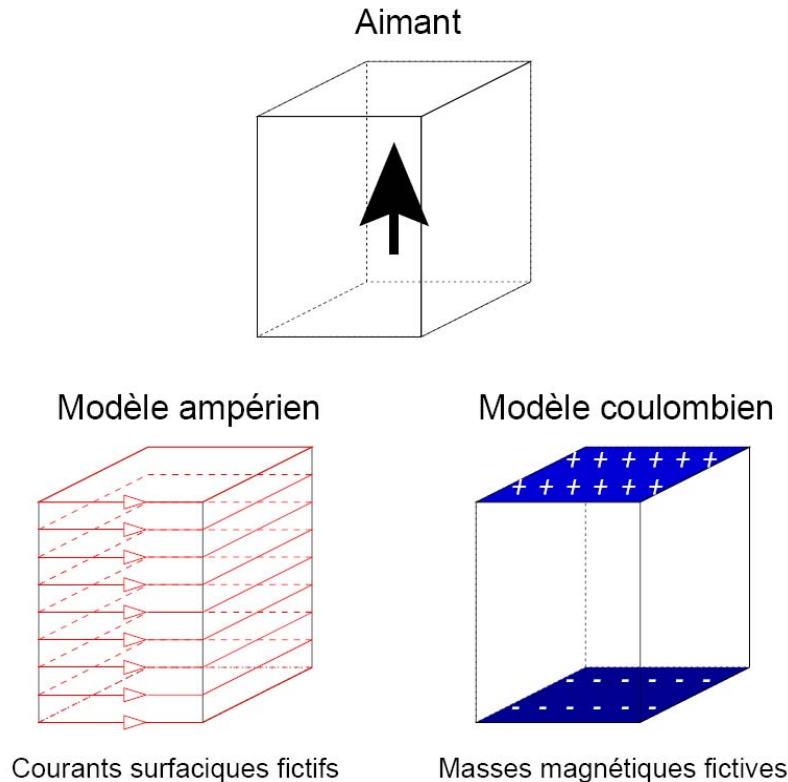 Aimant
Modèle ampérien
Modèle coulombien
+ + + + + +
+ + + + + +
- - - - - -
- - - - - -
Courants surfaciques fictifs
Masses magnétiques fictives